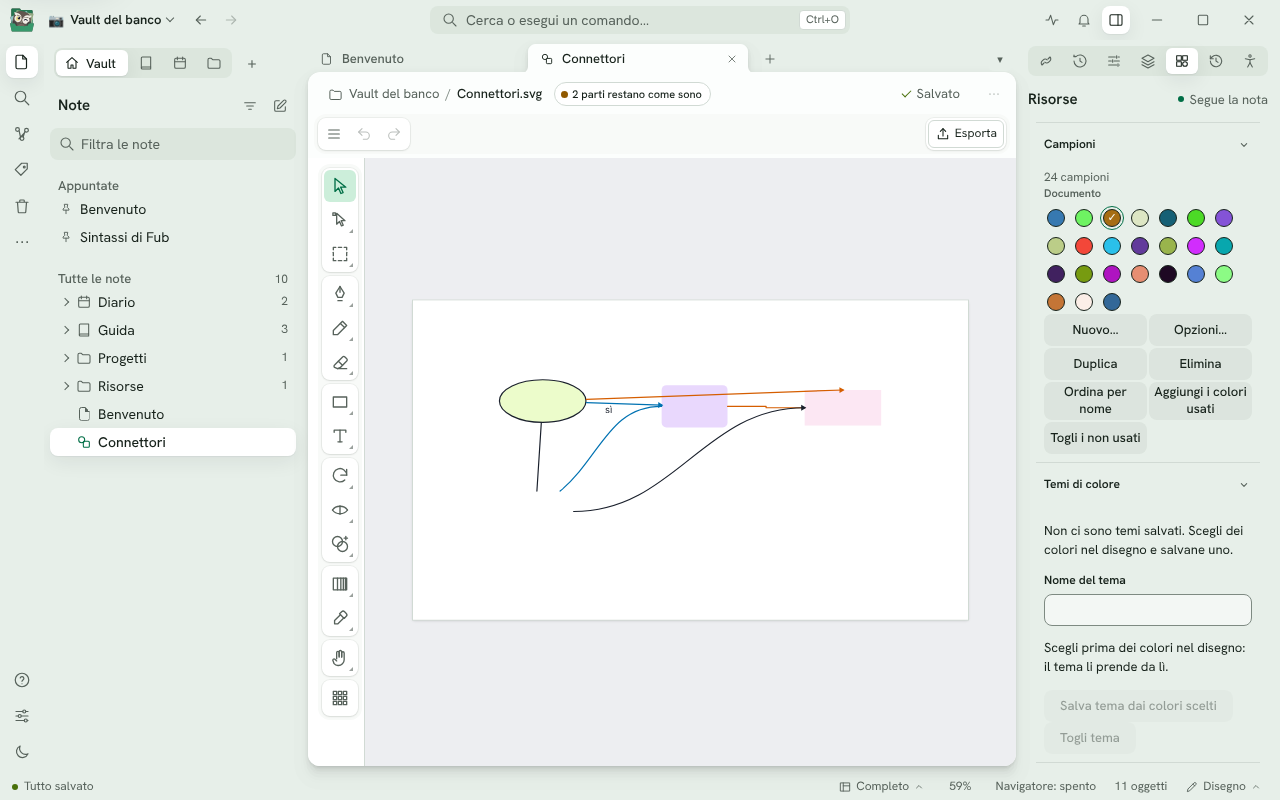 Vault del banco
Cerca o esegui un comando...
Ctrl+O
Vault
Benvenuto
Connettori
Note
Filtra le note
Appuntate
Benvenuto
Sintassi di Fub
Tutte le note 10
Diario 2
Guida 3
Progetti 1
Risorse 1
Benvenuto
Connettori
Vault del banco / Connettori.svg
2 parti restano come sono
Salvato
Esporta
sì
Risorse
Segue la nota
Campioni
24 campioni
Documento
Nuovo...
Opzioni...
Duplica
Elimina
Ordina per nome
Aggiungi i colori usati
Togli i non usati
Temi di colore
Non ci sono temi salvati. Scegli dei
colori nel disegno e salvane uno.
Nome del tema
Scegli prima dei colori nel disegno:
il tema li prende da lì.
Salva tema dai colori scelti
Togli tema
Tutto salvato
Completo
59%
Navigatore: spento
11 oggetti
Disegno